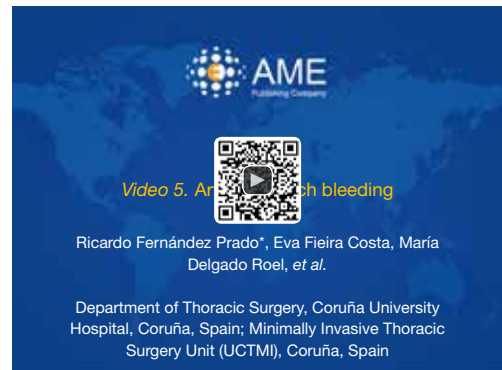 AME
Publishing Company
Video 5. Ar ch bleeding
Ricardo Fernández Prado*, Eva Fieira Costa, María
Delgado Roel, et al.
Department of Thoracic Surgery, Coruña University
Hospital, Coruña, Spain; Minimally Invasive Thoracic
Surgery Unit (UCTMI), Coruña, Spain